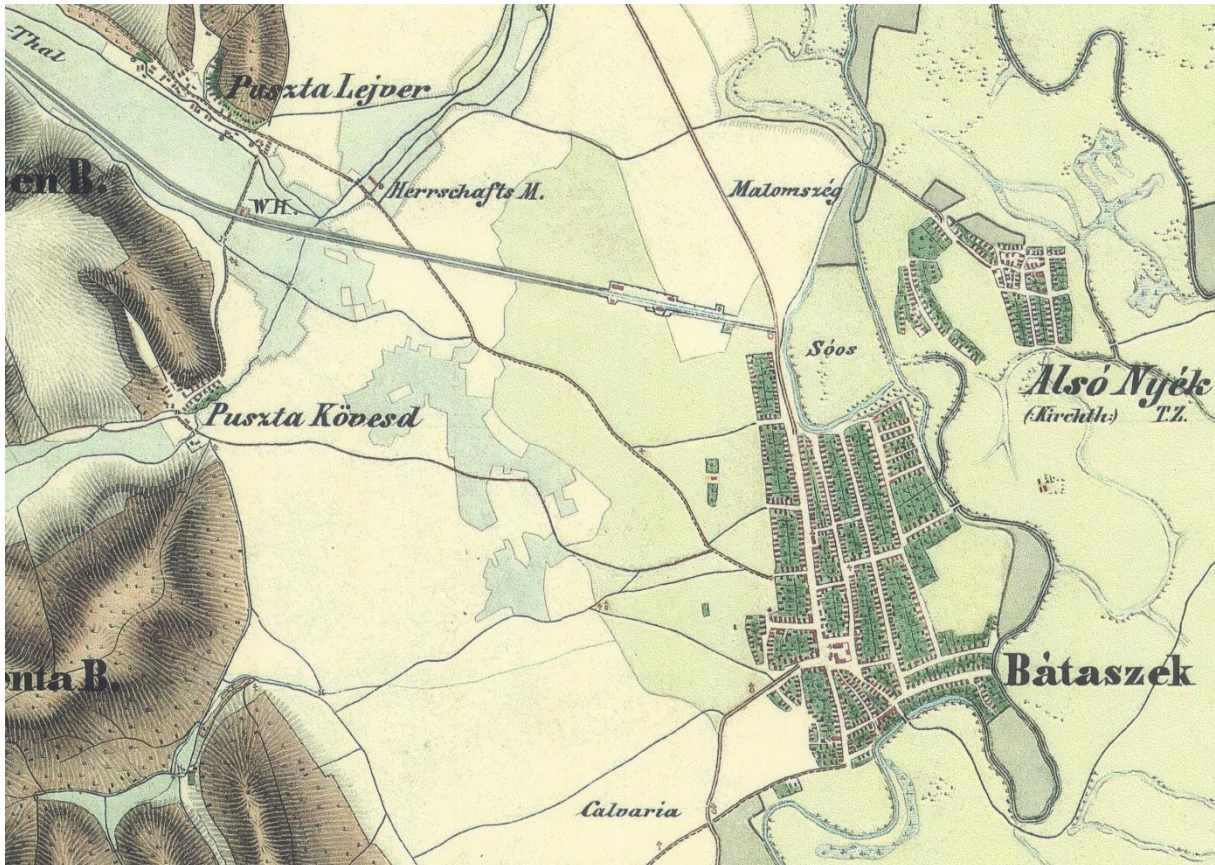 Thal
Puszta Lejver
en B.
W.H.
Herrschafts M.
Malomszég
Sóos
Alsó Nyék
(:Kirchth:) T.Z.
Puszta Kövesd
nta B.
Bátaszek
Calvaria